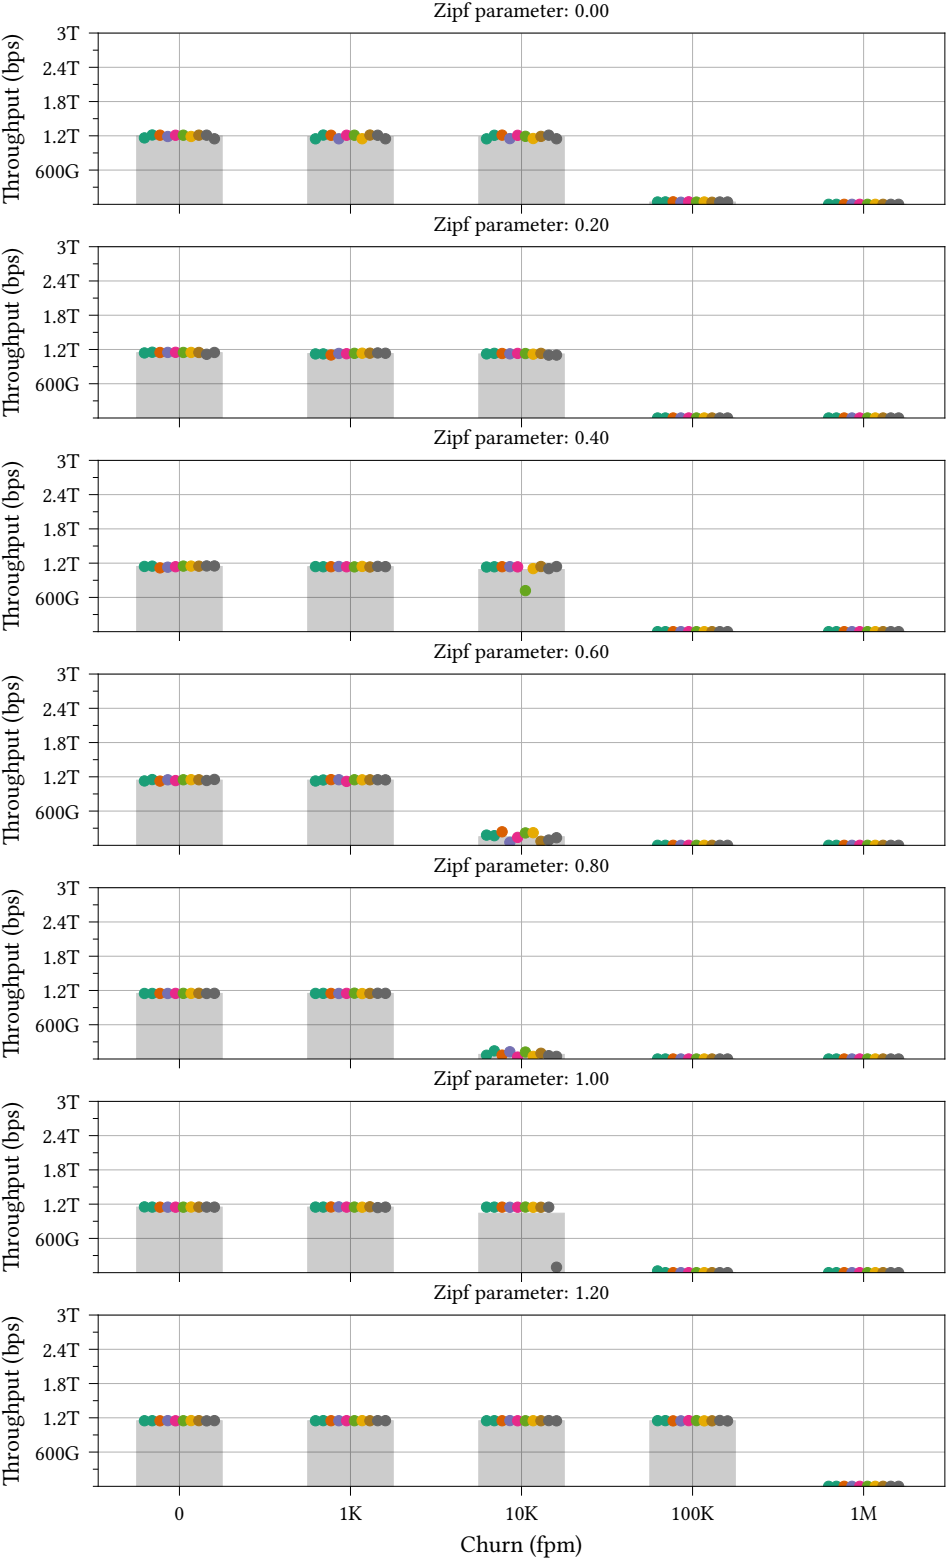 Zipf parameter: 0.00
Throughput (bps)
3T
2.4T
1.8T
1.2T
600G
Zipf parameter: 0.20
Throughput (bps)
3T
2.4T
1.8T
1.2T
600G
Zipf parameter: 0.40
Throughput (bps)
3T
2.4T
1.8T
1.2T
600G
Zipf parameter: 0.60
Throughput (bps)
3T
2.4T
1.8T
1.2T
600G
Zipf parameter: 0.80
Throughput (bps)
3T
2.4T
1.8T
1.2T
600G
Zipf parameter: 1.00
Throughput (bps)
3T
2.4T
1.8T
1.2T
600G
Zipf parameter: 1.20
Throughput (bps)
3T
2.4T
1.8T
1.2T
600G
0 1K 10K 100K 1M
Churn (fpm)